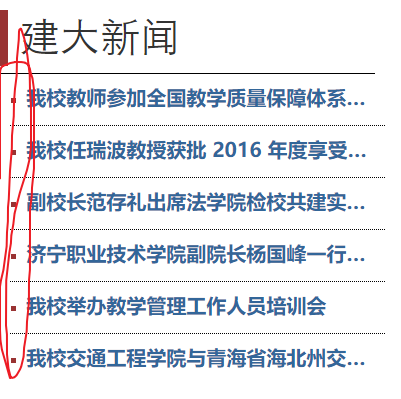 建大新闻
我校教师参加全国教学质量保障体系...
我校任瑞波教授获批 2016 年度享受...
副校长范存礼出席法学院检校共建实...
济宁职业技术学院副院长杨国峰一行...
我校举办教学管理工作人员培训会
我校交通工程学院与青海省海北州交...